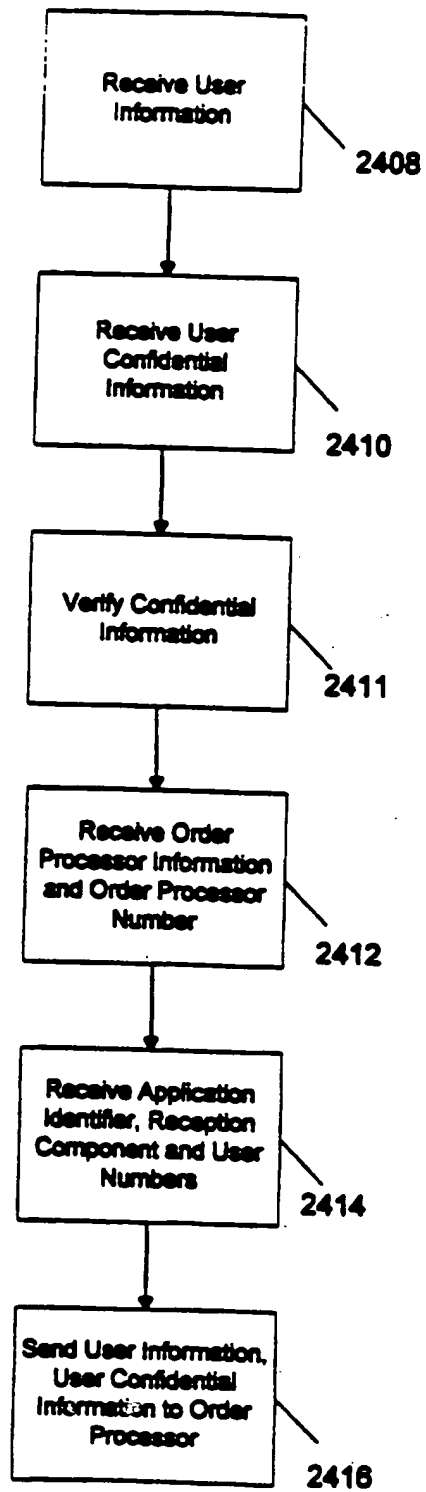 Receive User
Information
2408
Receive User
Confidential
Information
2410
Verify Confidential
Information
2411
Receive Order
Processor Information
and Order Processor
Number
2412
Receive Application
Identifier, Reception
Component and User
Numbers
2414
Send User Information,
User Confidential
Information to Order
Processor
2416